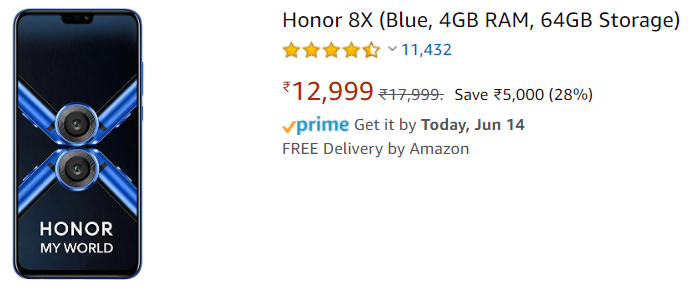 Honor 8X (Blue, 4GB RAM, 64GB Storage)
11,432
₹12,999 ₹17,999. Save ₹5,000 (28%)
prime Get it by Today, Jun 14
FREE Delivery by Amazon
HONOR
MY WORLD